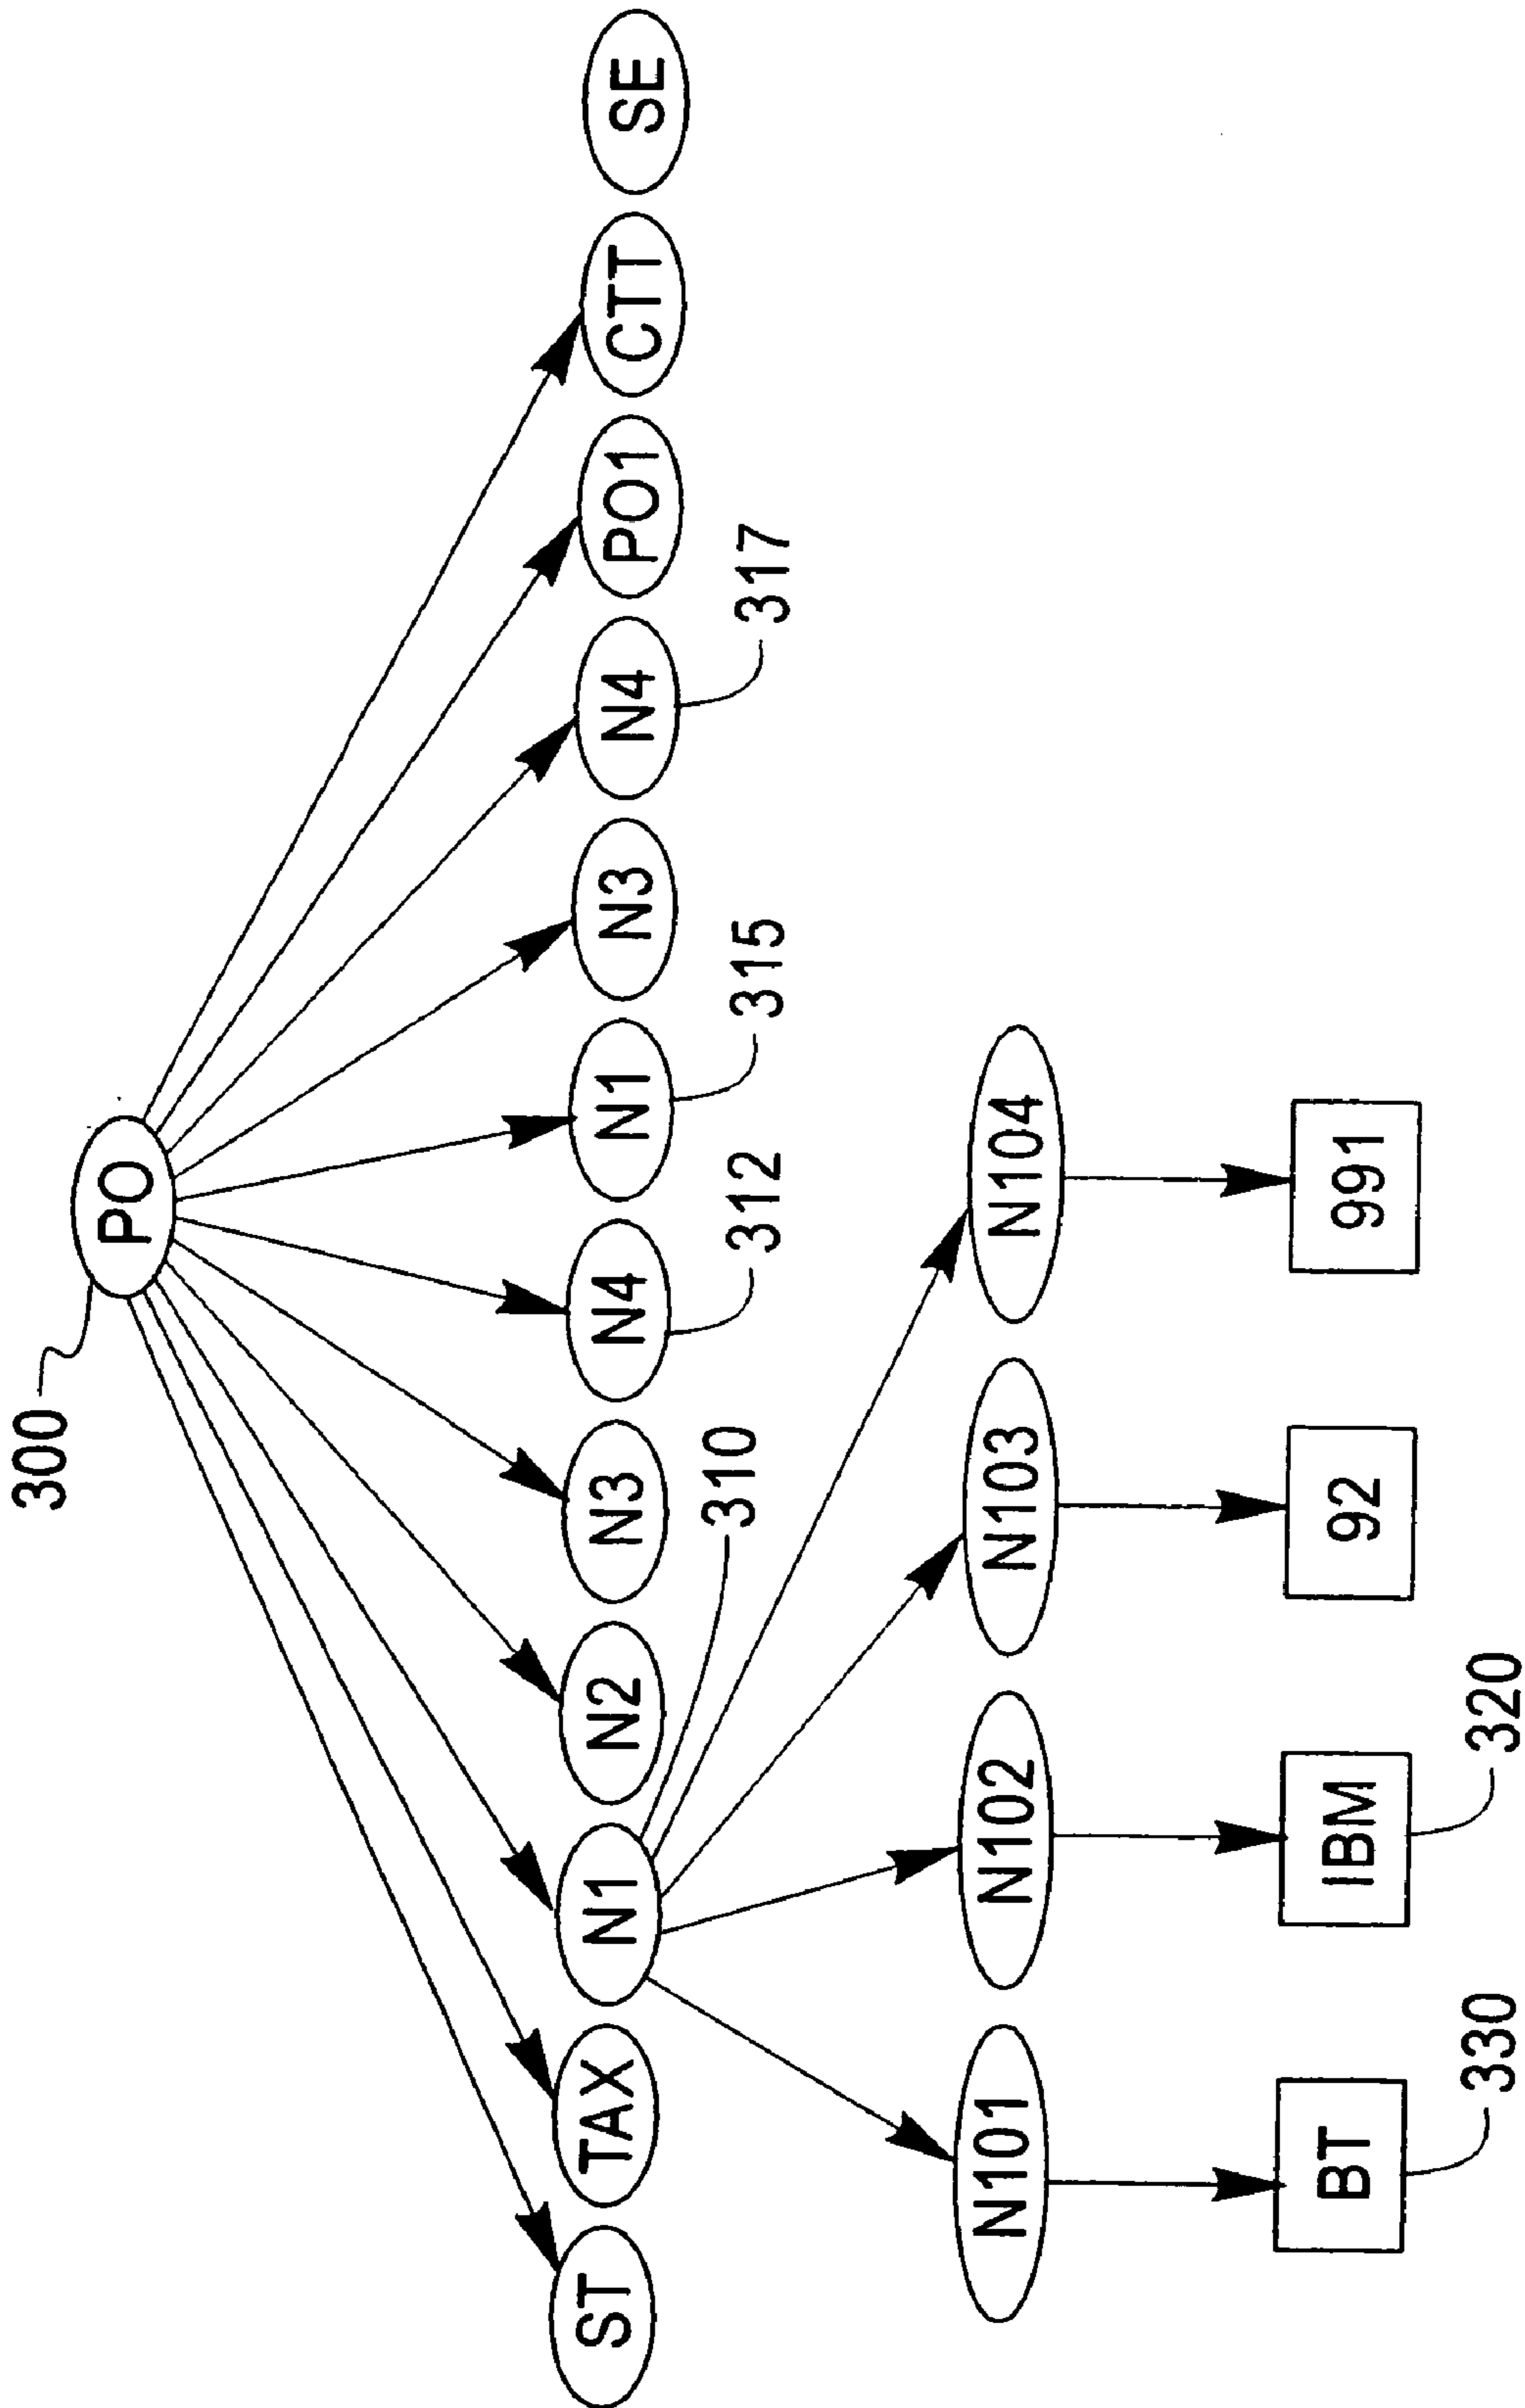 300
PO
ST
TAX
N1
N2
N3
N4
N1
N3
N4
PO1
CTT
SE
310
312
315
317
N101
N102
N103
N104
BT
IBM
92
991
330
320